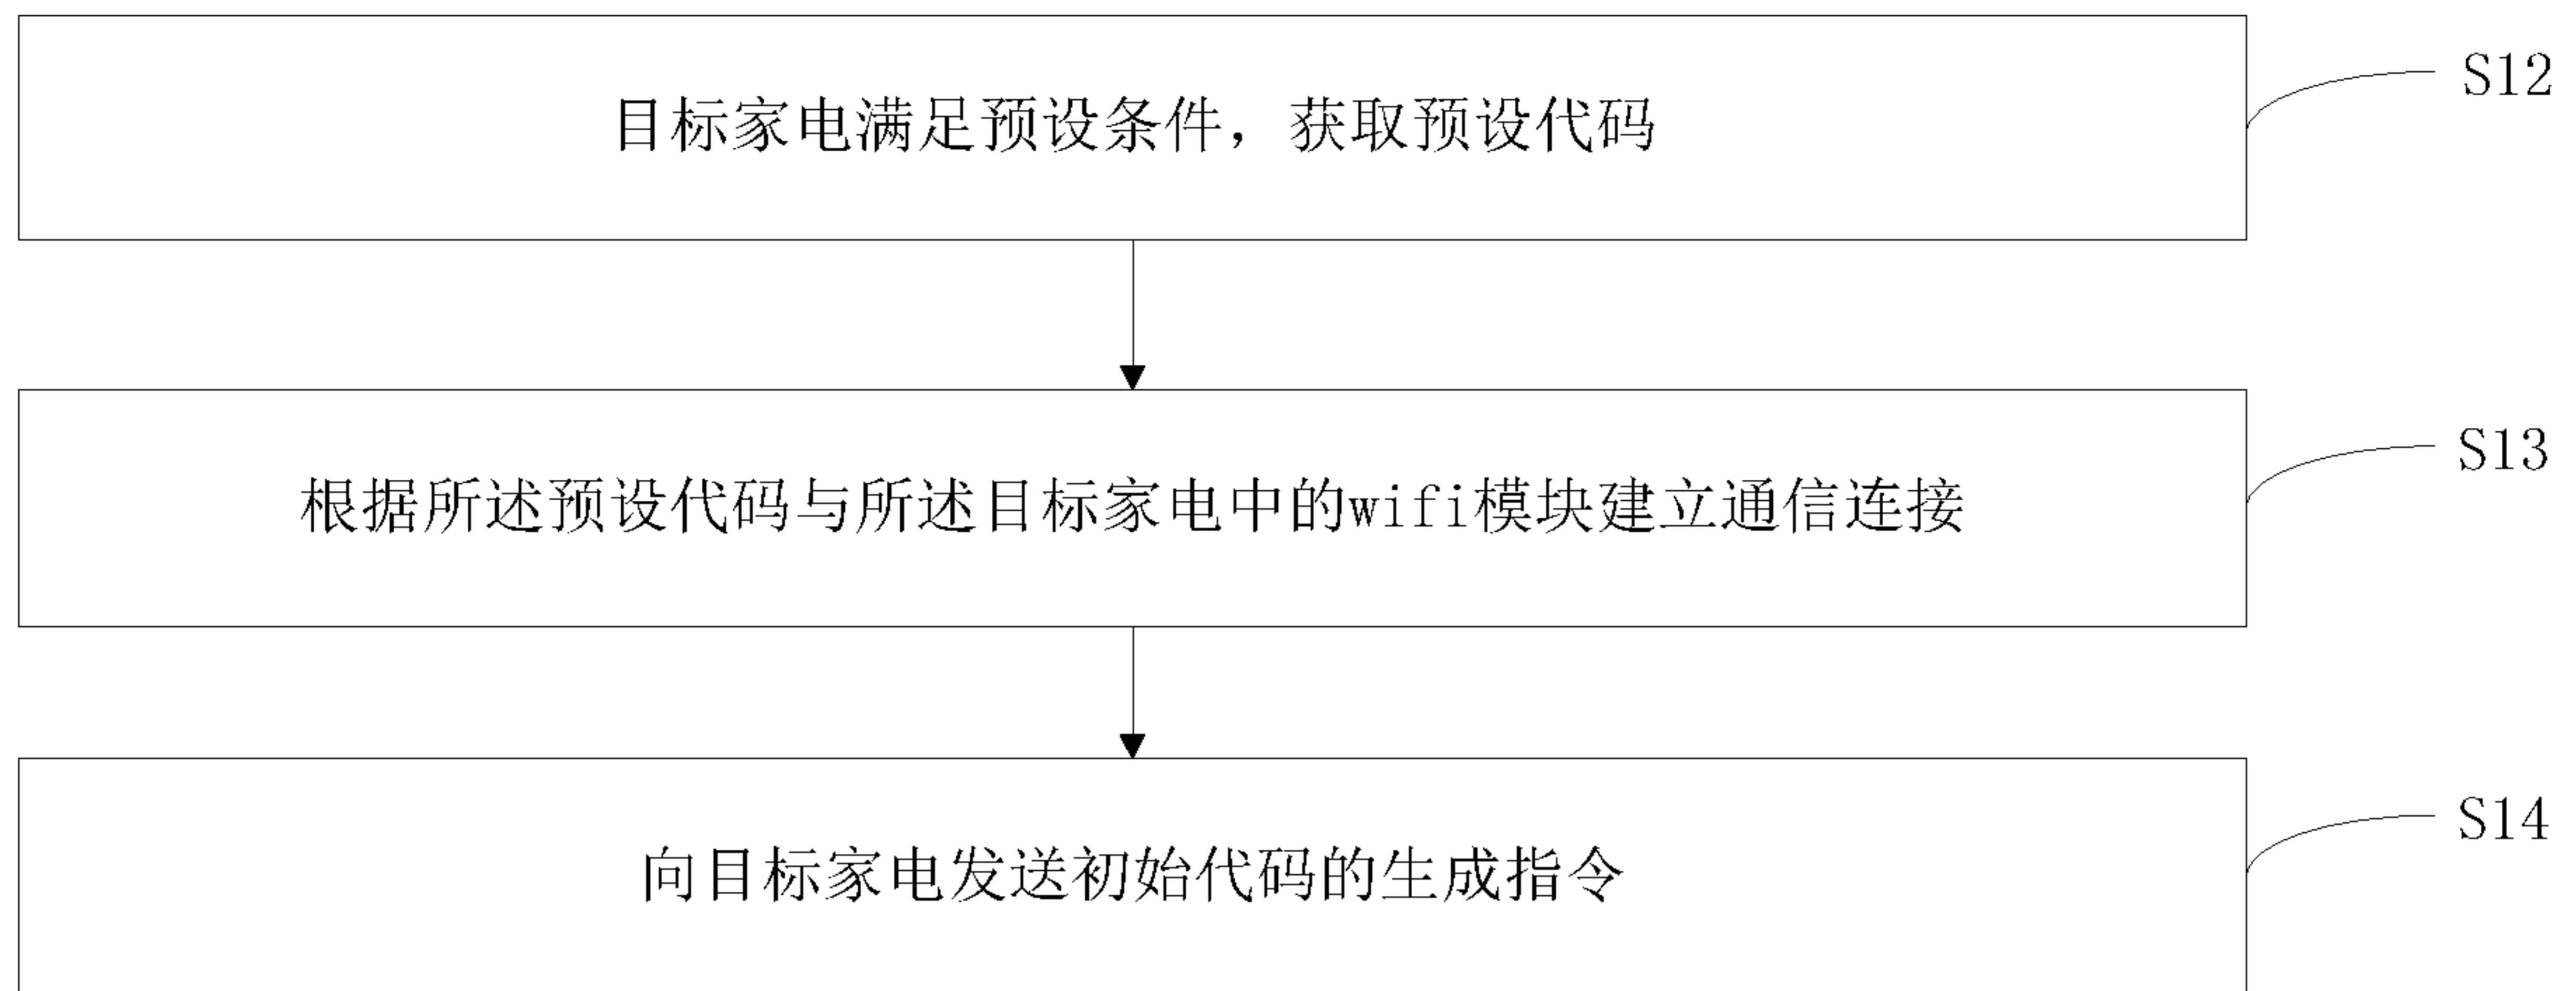 目标家电满足预设条件，获取预设代码
S12
根据所述预设代码与所述目标家电中的wifi模块建立通信连接
S13
向目标家电发送初始代码的生成指令
S14